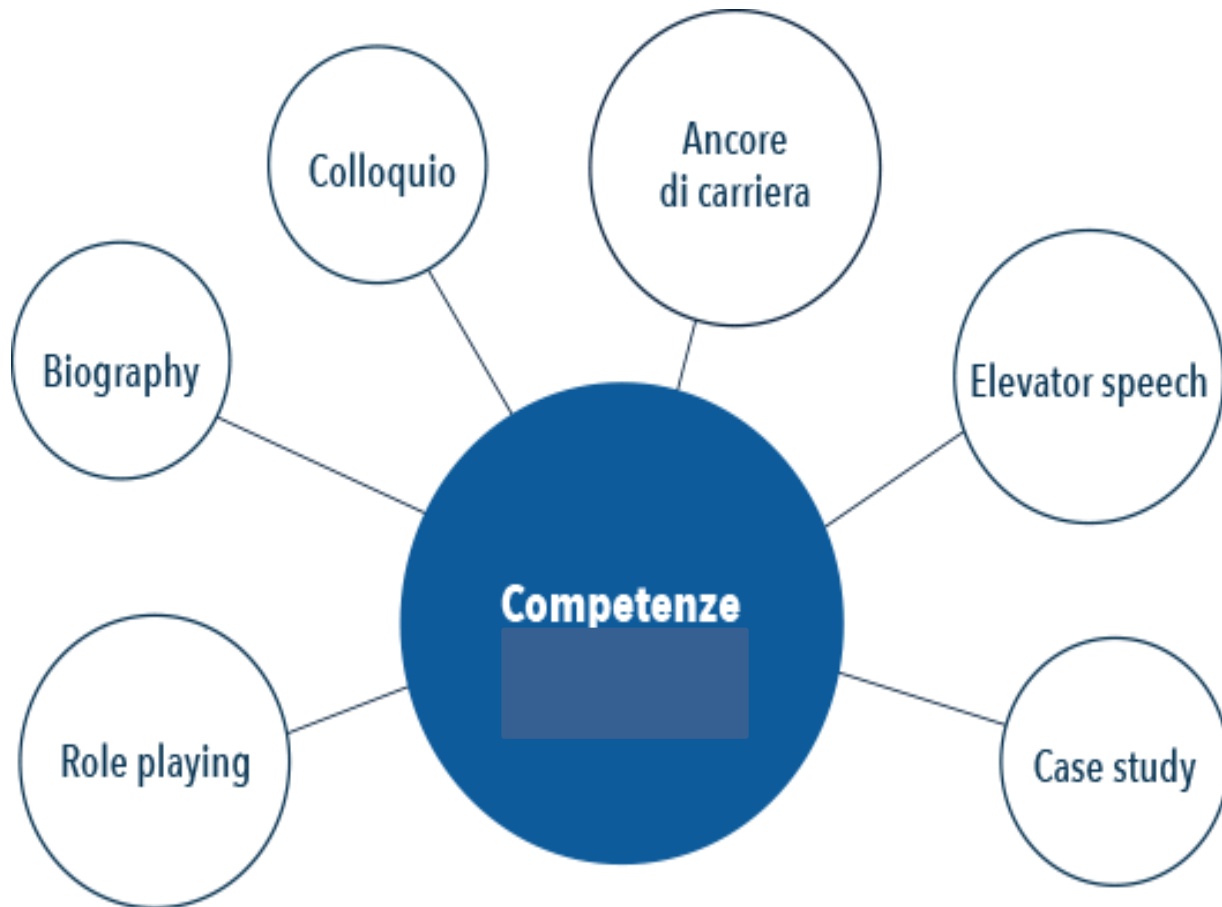 Colloquio
Ancore
di carriera
Biography
Elevator speech
Competenze
Role playing
Case study